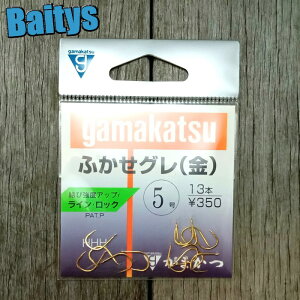 Baitys
gamakatsu
g
gamakatsu
ふかせグレ(金)
結び強度アップ!
ライン・ロック
PAT.P
5号
13本
¥350
がまかつ